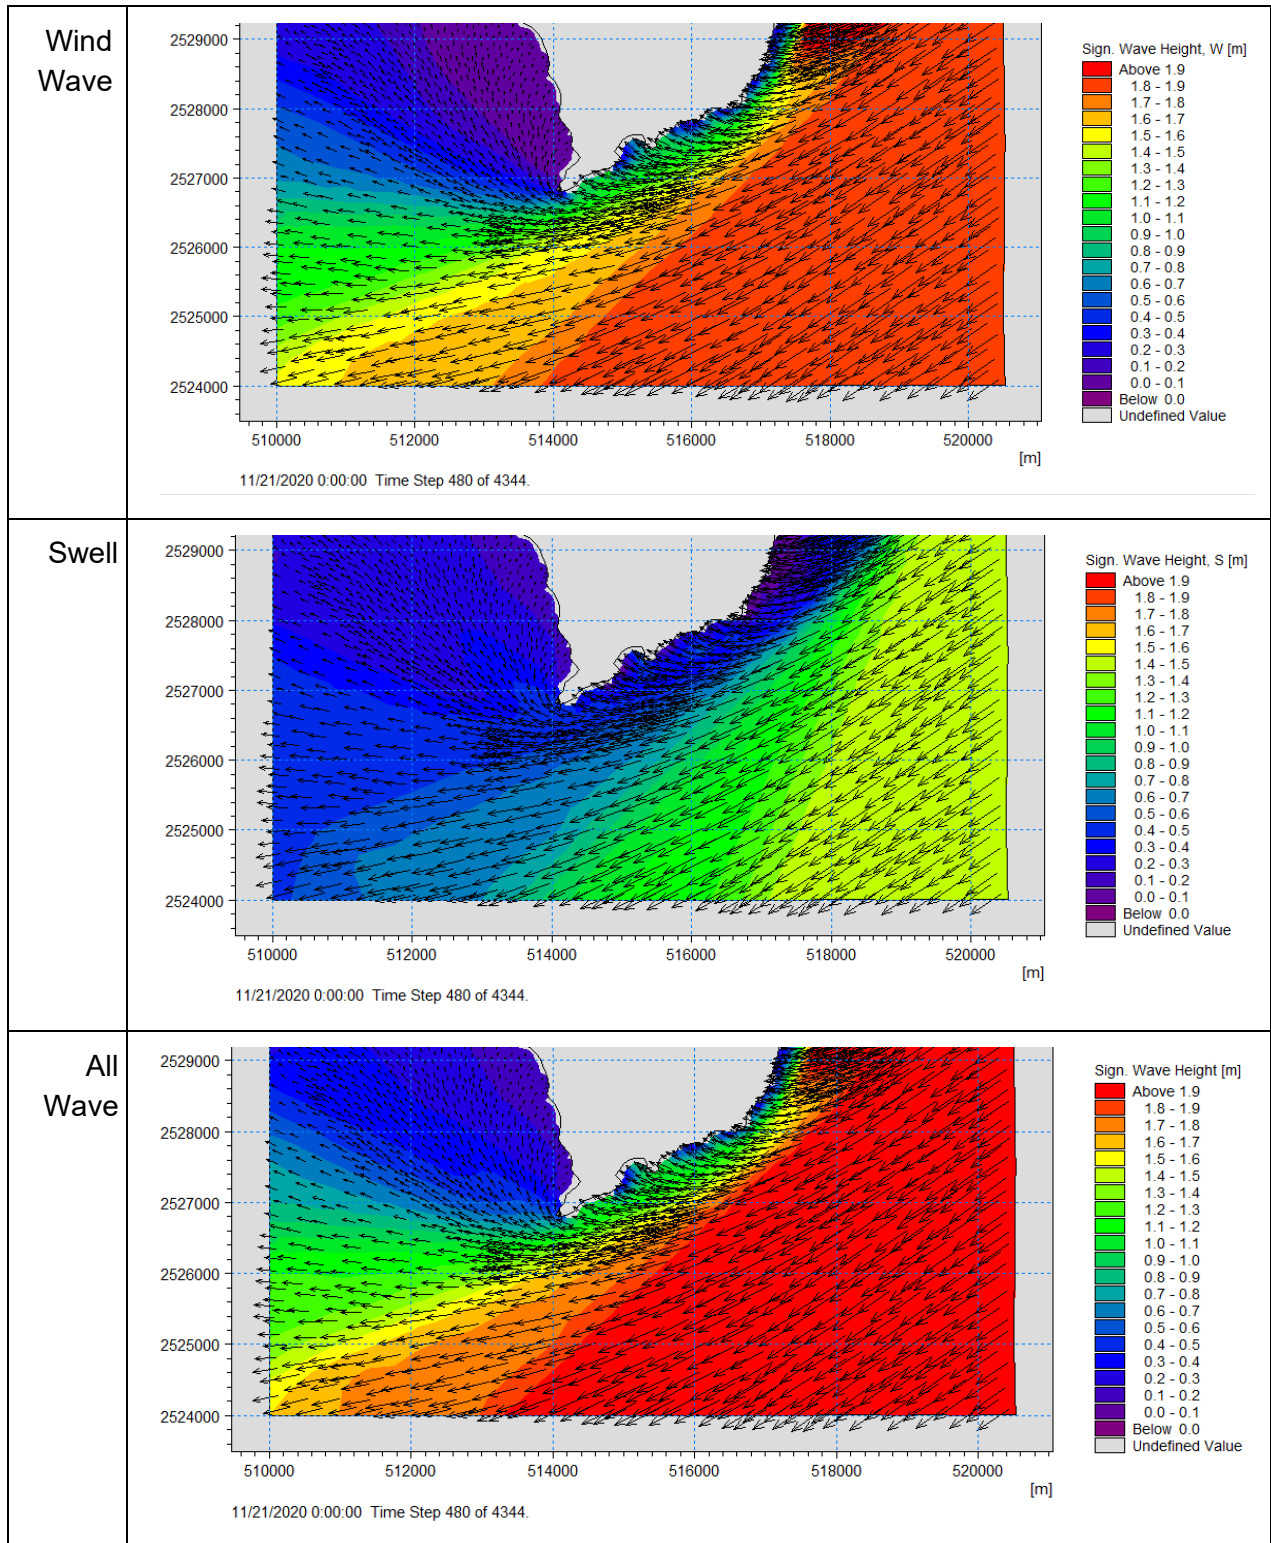 Wind
Wave
Sign. Wave Height, W [m]
Above 1.9
1.8 - 1.9
1.7 - 1.8
1.6 - 1.7
1.5 - 1.6
1.4 - 1.5
1.3 - 1.4
1.2 - 1.3
1.1 - 1.2
1.0 - 1.1
0.9 - 1.0
0.8 - 0.9
0.7 - 0.8
0.6 - 0.7
0.5 - 0.6
0.4 - 0.5
0.3 - 0.4
0.2 - 0.3
0.1 - 0.2
0.0 - 0.1
Below 0.0
Undefined Value
2529000
2528000
2527000
2526000
2525000
2524000
510000 512000 514000 516000 518000 520000
[m]
11/21/2020 0:00:00 Time Step 480 of 4344.
Swell
Sign. Wave Height, S [m]
Above 1.9
1.8 - 1.9
1.7 - 1.8
1.6 - 1.7
1.5 - 1.6
1.4 - 1.5
1.3 - 1.4
1.2 - 1.3
1.1 - 1.2
1.0 - 1.1
0.9 - 1.0
0.8 - 0.9
0.7 - 0.8
0.6 - 0.7
0.5 - 0.6
0.4 - 0.5
0.3 - 0.4
0.2 - 0.3
0.1 - 0.2
0.0 - 0.1
Below 0.0
Undefined Value
2529000
2528000
2527000
2526000
2525000
2524000
510000 512000 514000 516000 518000 520000
[m]
11/21/2020 0:00:00 Time Step 480 of 4344.
All
Wave
Sign. Wave Height [m]
Above 1.9
1.8 - 1.9
1.7 - 1.8
1.6 - 1.7
1.5 - 1.6
1.4 - 1.5
1.3 - 1.4
1.2 - 1.3
1.1 - 1.2
1.0 - 1.1
0.9 - 1.0
0.8 - 0.9
0.7 - 0.8
0.6 - 0.7
0.5 - 0.6
0.4 - 0.5
0.3 - 0.4
0.2 - 0.3
0.1 - 0.2
0.0 - 0.1
Below 0.0
Undefined Value
2529000
2528000
2527000
2526000
2525000
2524000
510000 512000 514000 516000 518000 520000
[m]
11/21/2020 0:00:00 Time Step 480 of 4344.